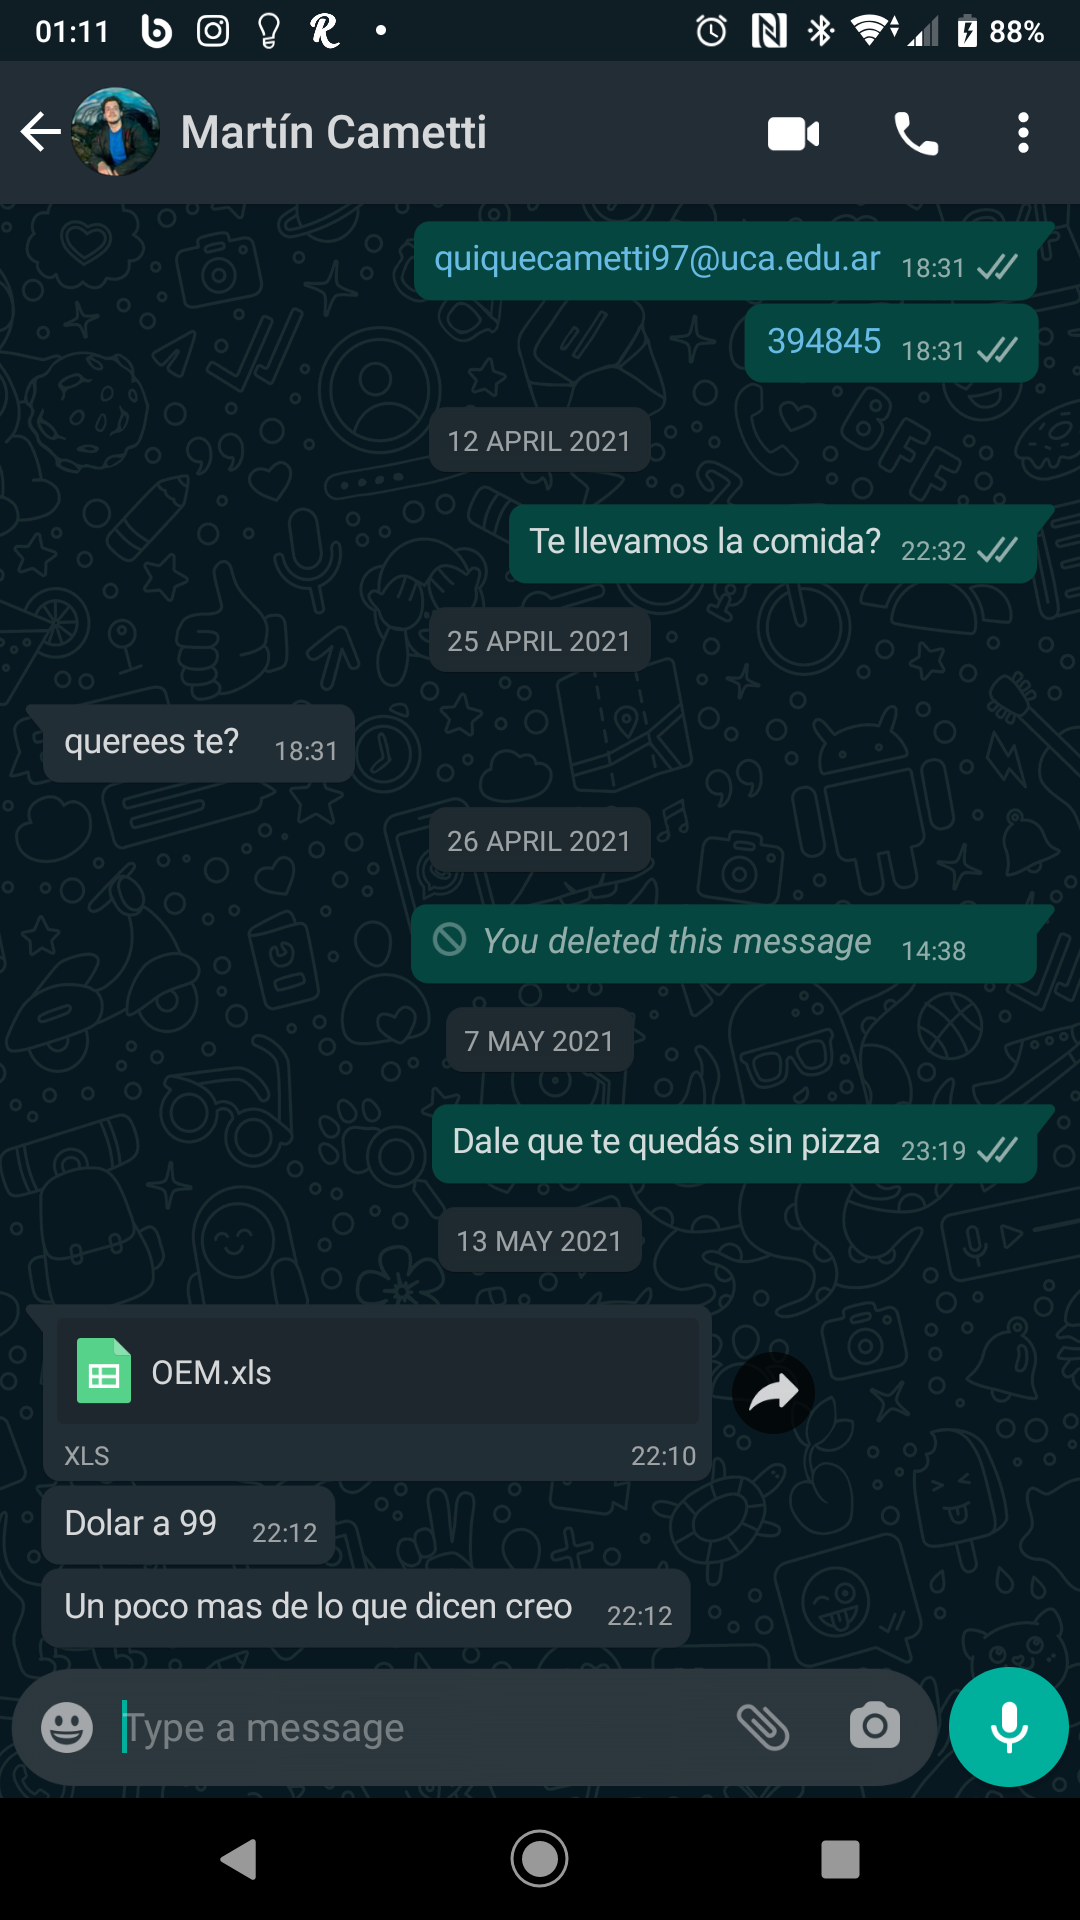 01:11 88%
Martín Cametti
quiquecametti97@uca.edu.ar 18:31
394845 18:31
12 APRIL 2021
Te llevamos la comida? 22:32
25 APRIL 2021
querees te? 18:31
26 APRIL 2021
You deleted this message 14:38
7 MAY 2021
Dale que te quedás sin pizza 23:19
13 MAY 2021
OEM.xls
XLS 22:10
Dolar a 99 22:12
Un poco mas de lo que dicen creo 22:12
Type a message